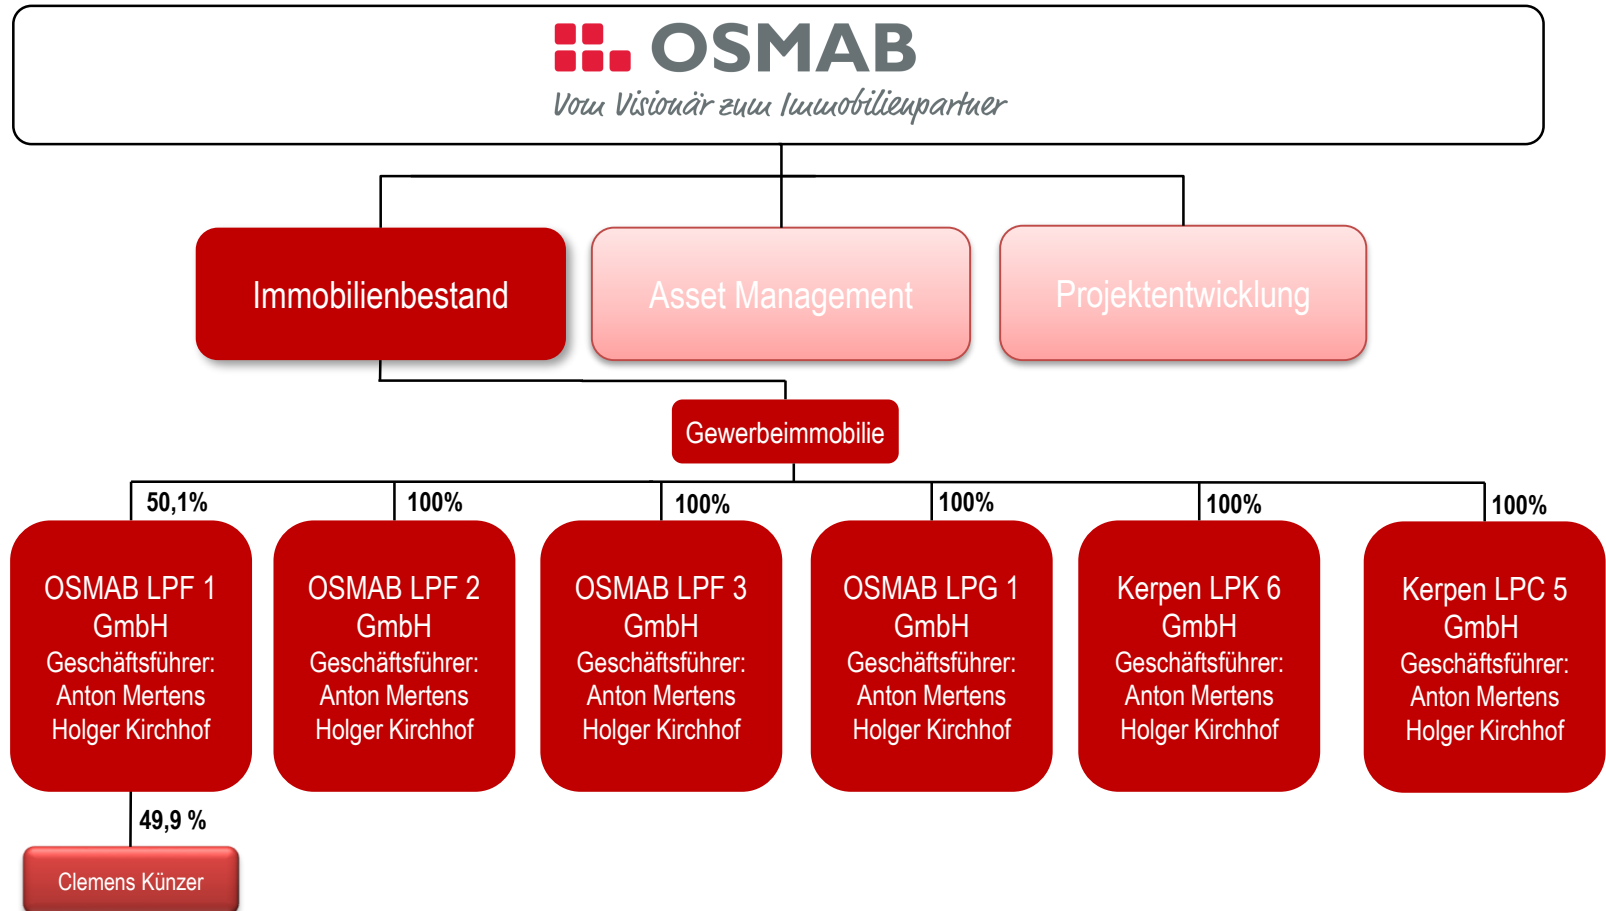 OSMAB
Vom Visionär zum Immobilienpartner
Immobilienbestand
Asset Management
Projektentwicklung
Gewerbeimmobilie
50,1%
100%
100%
100%
100%
100%
OSMAB LPF 1
GmbH
Geschäftsführer:
Anton Mertens
Holger Kirchhof
OSMAB LPF 2
GmbH
Geschäftsführer:
Anton Mertens
Holger Kirchhof
OSMAB LPF 3
GmbH
Geschäftsführer:
Anton Mertens
Holger Kirchhof
OSMAB LPG 1
GmbH
Geschäftsführer:
Anton Mertens
Holger Kirchhof
Kerpen LPK 6
GmbH
Geschäftsführer:
Anton Mertens
Holger Kirchhof
Kerpen LPC 5
GmbH
Geschäftsführer:
Anton Mertens
Holger Kirchhof
49,9 %
Clemens Künzer